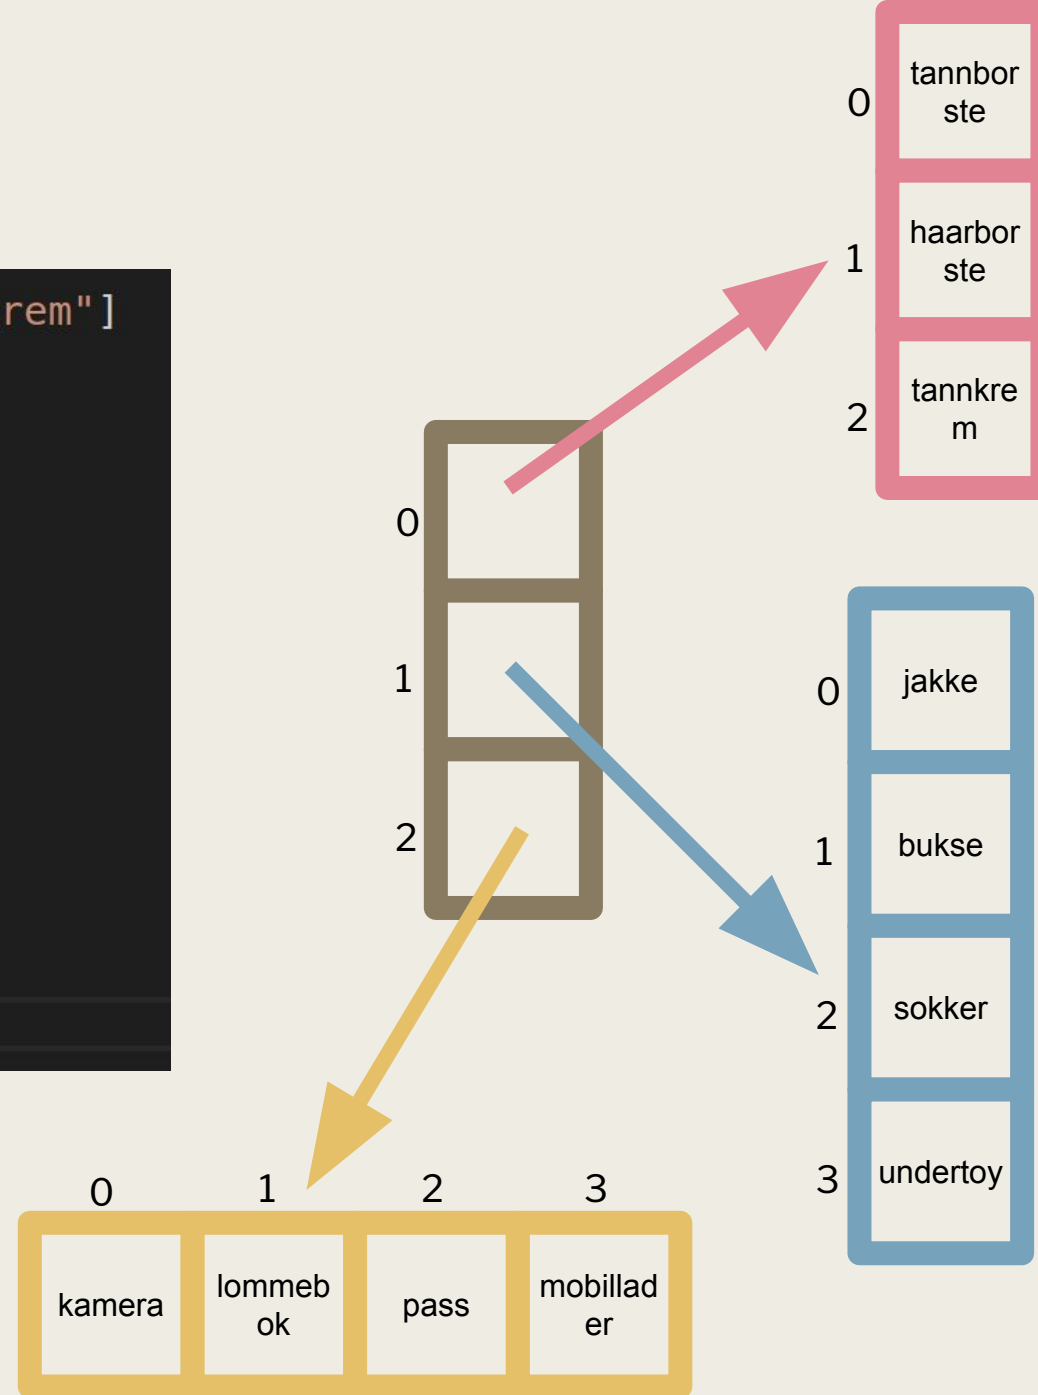 rem"]
0
tannbor
ste
1
haarbor
ste
2
tannkre
m
0
1
2
0
jakke
1
bukse
2
sokker
3
undertoy
0
1
2
3
kamera
lommeb
ok
pass
mobillad
er